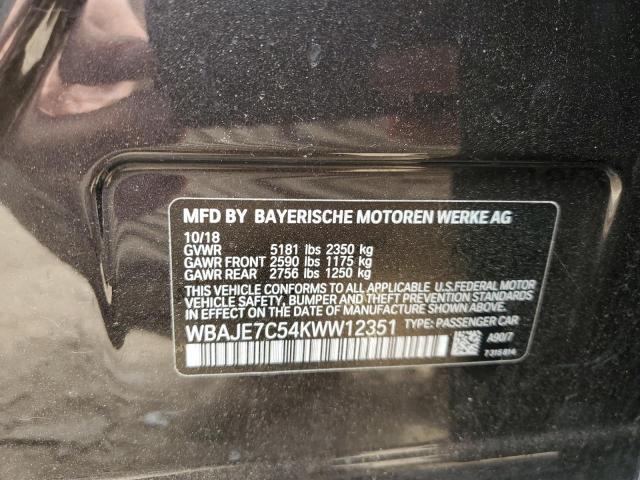 MFD BY BAYERISCHE MOTOREN WERKE AG
10/18
GVWR 5181 lbs 2350 kg
GAWR FRONT 2590 lbs 1175 kg
GAWR REAR 2756 lbs 1250 kg
THIS VEHICLE CONFORMS TO ALL APPLICABLE U.S.FEDERAL MOTOR
VEHICLE SAFETY, BUMPER AND THEFT PREVENTION STANDARDS
IN EFFECT ON THE DATE OF MANUFACTURE SHOWN ABOVE.
WBAJE7C54KWW12351 TYPE: PASSENGER CAR
A90/7
7315814